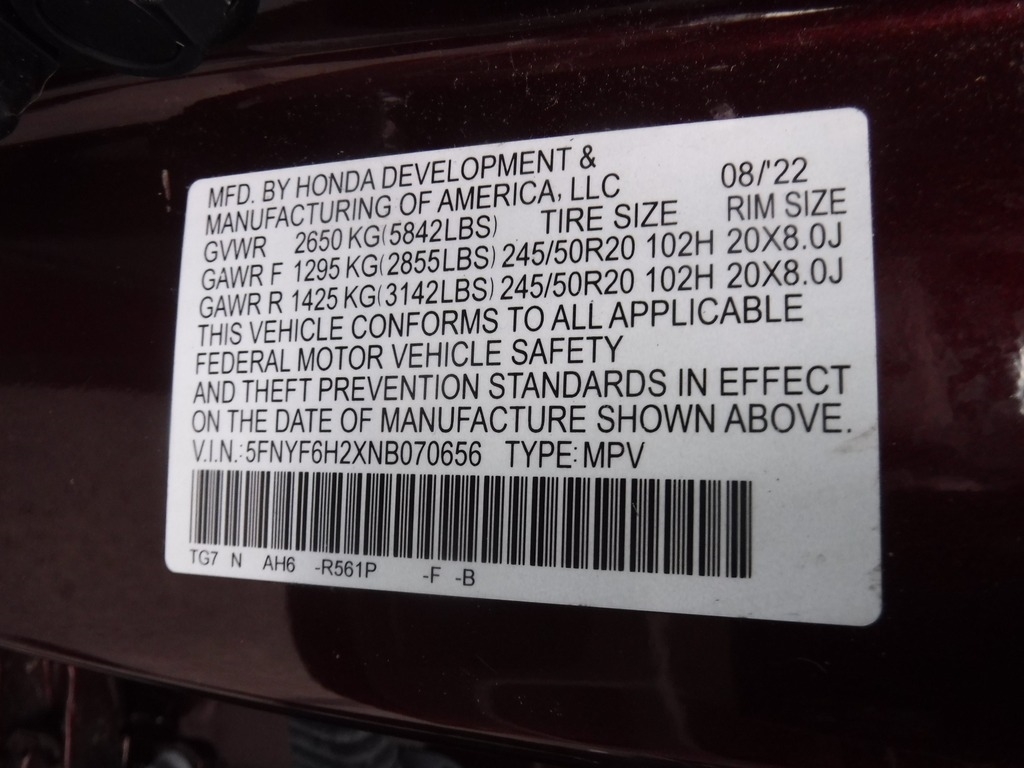 MFD. BY HONDA DEVELOPMENT &
MANUFACTURING OF AMERICA, LLC 08/'22
GVWR 2650 KG(5842LBS) TIRE SIZE RIM SIZE
GAWR F 1295 KG(2855LBS) 245/50R20 102H 20X8.0J
GAWR R 1425 KG(3142LBS) 245/50R20 102H 20X8.0J
THIS VEHICLE CONFORMS TO ALL APPLICABLE
FEDERAL MOTOR VEHICLE SAFETY
AND THEFT PREVENTION STANDARDS IN EFFECT
ON THE DATE OF MANUFACTURE SHOWN ABOVE.
V.I.N.: 5FNYF6H2XNB070656 TYPE: MPV
TG7 N AH6 -R561P -F -B